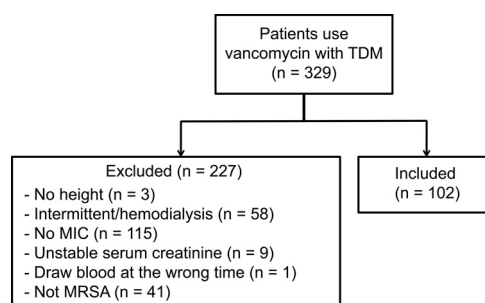 Patients use
vancomycin with TDM
(n = 329)
Excluded (n = 227)
- No height (n = 3)
- Intermittent/hemodialysis (n = 58)
- No MIC (n = 115)
- Unstable serum creatinine (n = 9)
- Draw blood at the wrong time (n = 1)
- Not MRSA (n = 41)
Included
(n = 102)